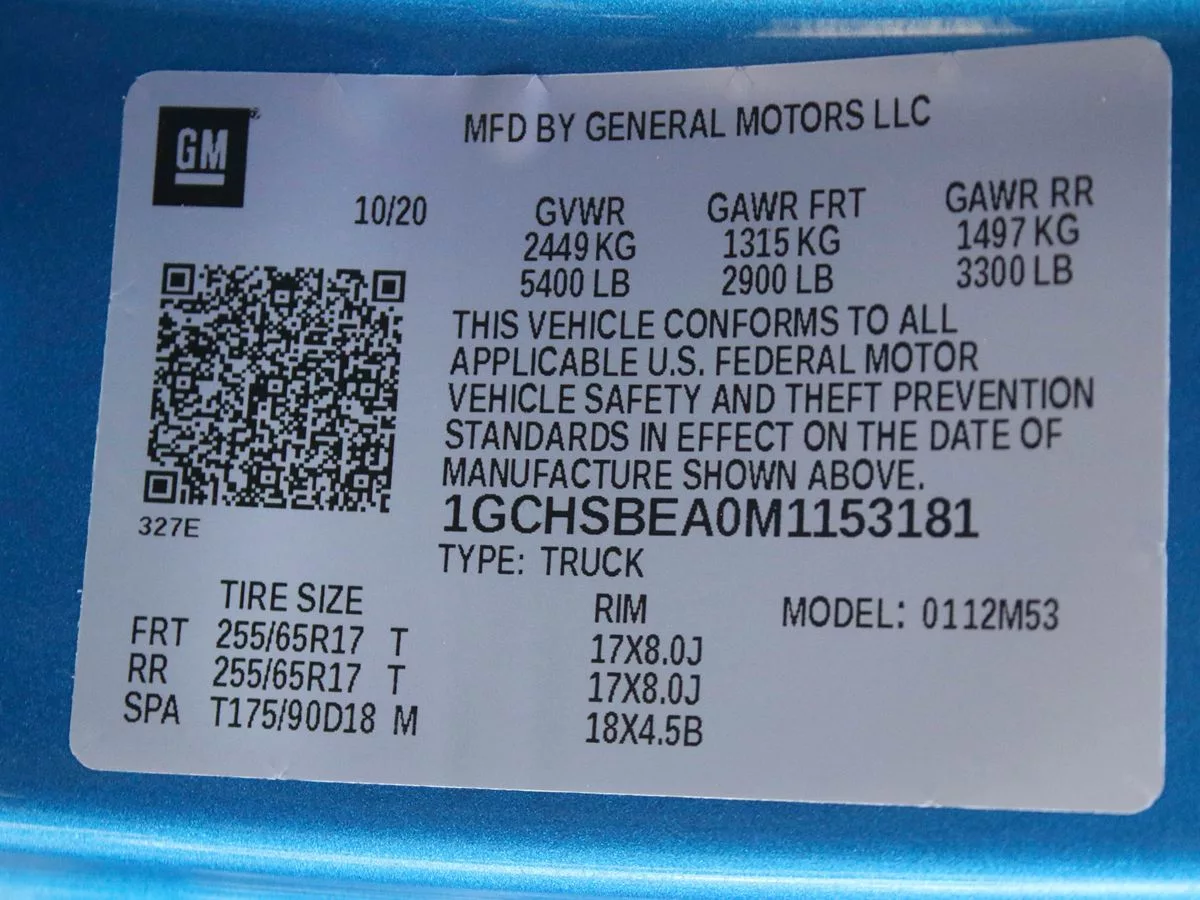 GM ®
MFD BY GENERAL MOTORS LLC
10/20 GVWR GAWR FRT GAWR RR
2449 KG 1315 KG 1497 KG
5400 LB 2900 LB 3300 LB
THIS VEHICLE CONFORMS TO ALL
APPLICABLE U.S. FEDERAL MOTOR
VEHICLE SAFETY AND THEFT PREVENTION
STANDARDS IN EFFECT ON THE DATE OF
MANUFACTURE SHOWN ABOVE.
1GCHSBEA0M1153181
327E
TYPE: TRUCK
TIRE SIZE RIM MODEL: 0112M53
FRT 255/65R17 T 17X8.0J
RR 255/65R17 T 17X8.0J
SPA T175/90D18 M 18X4.5B